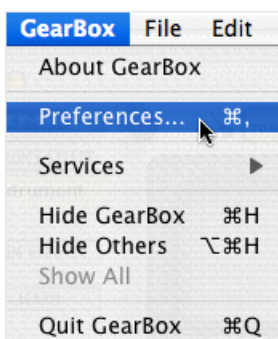 GearBox File Edit
About GearBox
Preferences... ⌘,
Services ▶
Hide GearBox ⌘H
Hide Others ⌥⌘H
Show All
Quit GearBox ⌘Q